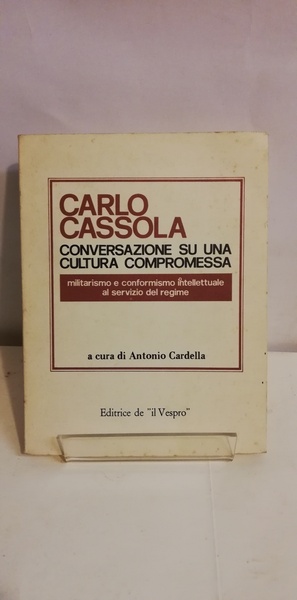 CARLO
CASSOLA
CONVERSAZIONE SU UNA
CULTURA COMPROMESSA
militarismo e conformismo intellettuale
al servizio del regime
a cura di Antonio Cardella
Editrice de "il Vespro"